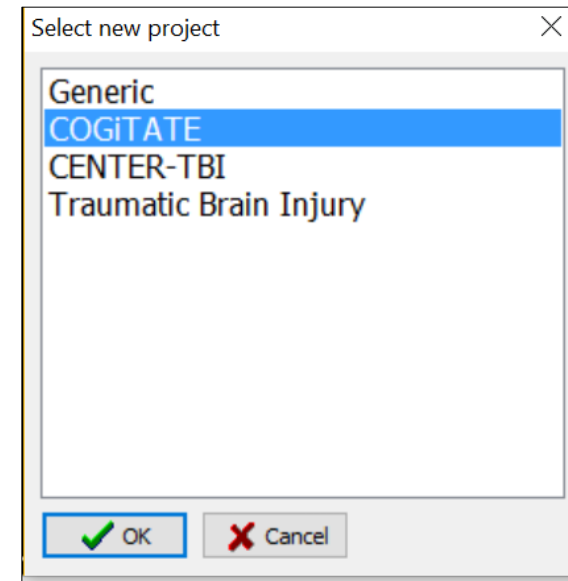 Select new project
Generic
COGiTATE
CENTER-TBI
Traumatic Brain Injury
OK
Cancel